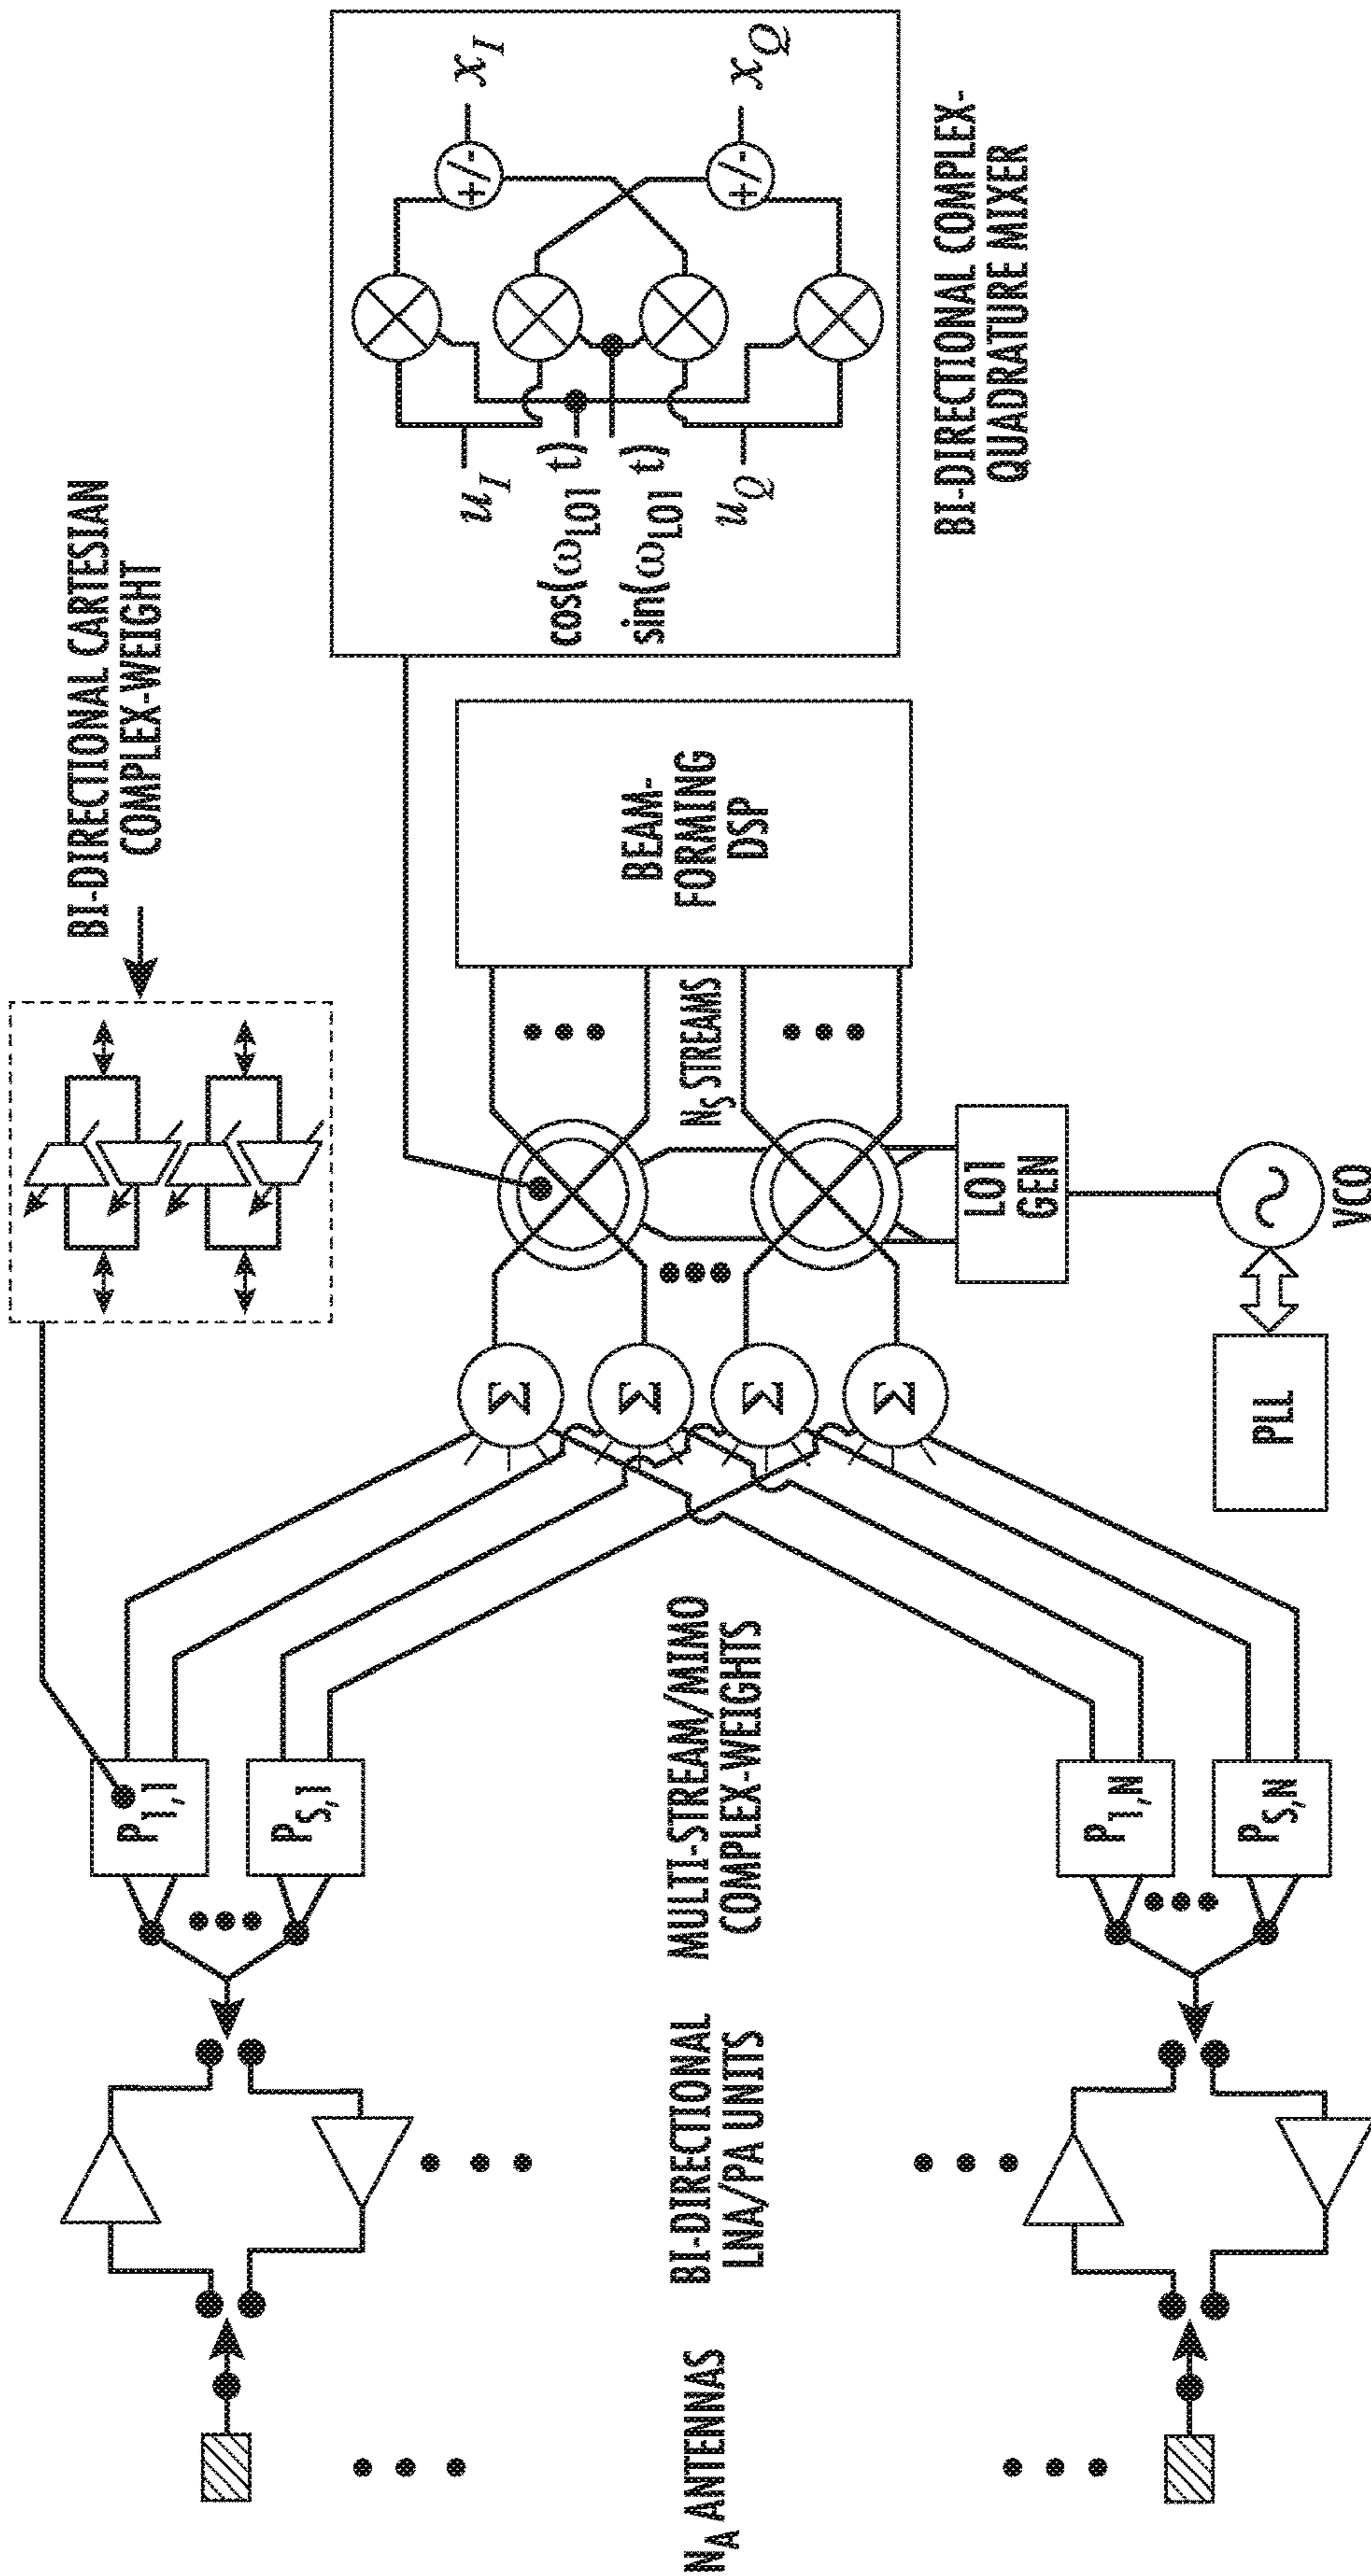 N_A ANTENNAS
BI-DIRECTIONAL
LNA/PA UNITS
MULTI-STREAM/MIMO
COMPLEX-WEIGHTS
P_1,1
P_S,1
P_1,N
P_S,N
BI-DIRECTIONAL CARTESIAN
COMPLEX-WEIGHT
Σ
Σ
Σ
Σ
N_S STREAMS
LO1
GEN
PLL
VCO
BEAM-
FORMING
DSP
u_I
cos(ω_LO1 t)
sin(ω_LO1 t)
u_Q
+/-
+/-
x_I
x_Q
BI-DIRECTIONAL COMPLEX-
QUADRATURE MIXER